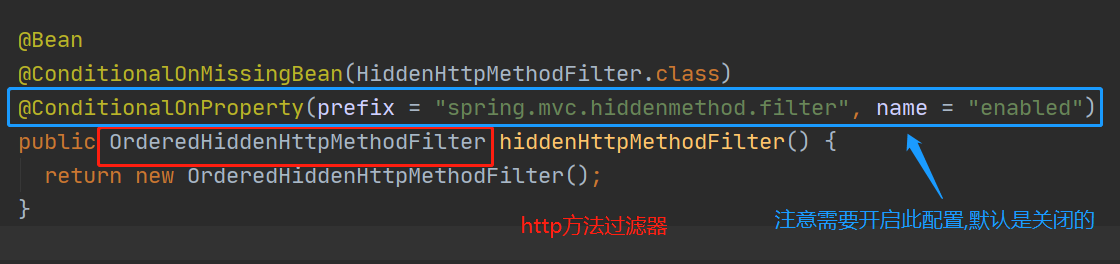 @Bean
@ConditionalOnMissingBean(HiddenHttpMethodFilter.class)
@ConditionalOnProperty(prefix = "spring.mvc.hiddenmethod.filter", name = "enabled")
public OrderedHiddenHttpMethodFilter hiddenHttpMethodFilter() {
return new OrderedHiddenHttpMethodFilter();
}
http方法过滤器
注意需要开启此配置,默认是关闭的